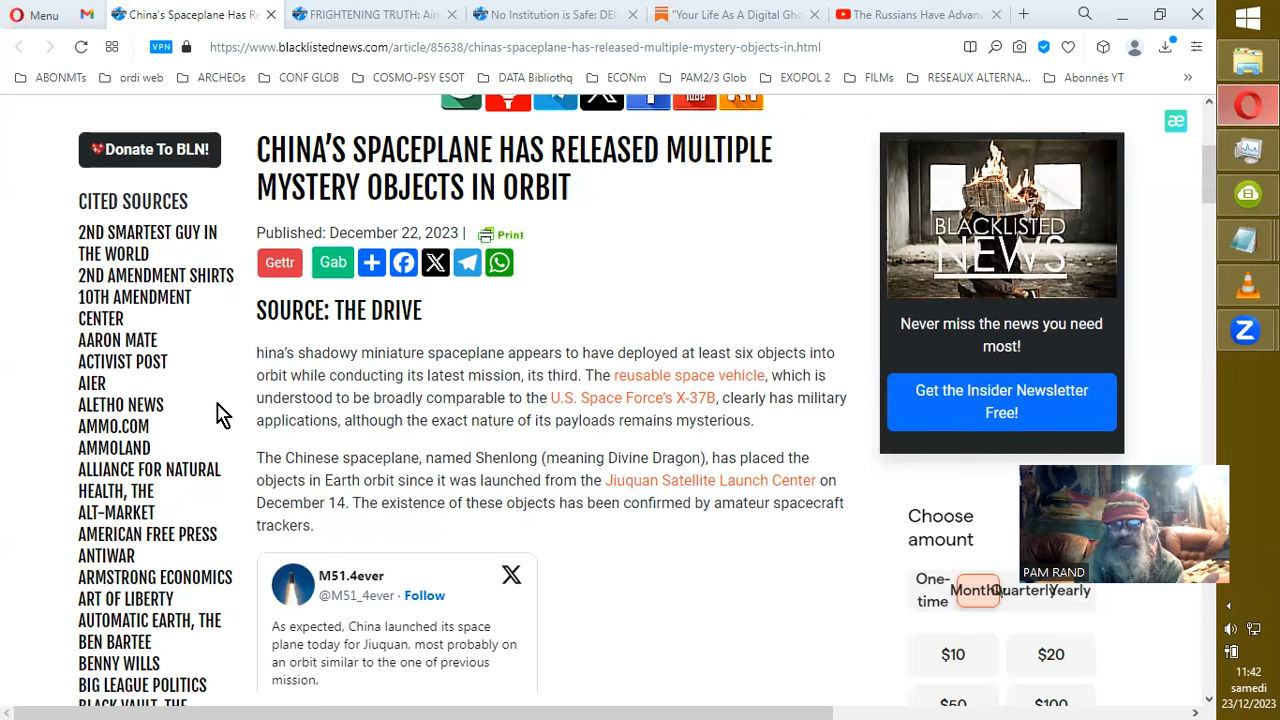 Menu
China's Spaceplane Has Re
FRIGHTENING TRUTH: Air
No Institution is Safe: DEI
"Your Life As A Digital Gho
The Russians Have Advan
VPN
https://www.blacklistednews.com/article/85638/chinas-spaceplane-has-released-multiple-mystery-objects-in.html
ABONMTs
ordi web
ARCHEOs
CONF GLOB
COSMO-PSY ESOT
DATA Bibliothq
ECONm
PAM2/3 Glob
EXOPOL 2
FILMs
RESEAUX ALTERNA...
Abonnés YT
»
Donate To BLN!
CITED SOURCES
2ND SMARTEST GUY IN
THE WORLD
2ND AMENDMENT SHIRTS
10TH AMENDMENT
CENTER
AARON MATE
ACTIVIST POST
AIER
ALETHO NEWS
AMMO.COM
AMMOLAND
ALLIANCE FOR NATURAL
HEALTH, THE
ALT-MARKET
AMERICAN FREE PRESS
ANTIWAR
ARMSTRONG ECONOMICS
ART OF LIBERTY
AUTOMATIC EARTH, THE
BEN BARTEE
BENNY WILLS
BIG LEAGUE POLITICS
BLACK VAULT, THE
CHINA'S SPACEPLANE HAS RELEASED MULTIPLE
MYSTERY OBJECTS IN ORBIT
Published: December 22, 2023 |
Print
Gettr
Gab
SOURCE: THE DRIVE
hina's shadowy miniature spaceplane appears to have deployed at least six objects into
orbit while conducting its latest mission, its third. The reusable space vehicle, which is
understood to be broadly comparable to the U.S. Space Force's X-37B, clearly has military
applications, although the exact nature of its payloads remains mysterious.
The Chinese spaceplane, named Shenlong (meaning Divine Dragon), has placed the
objects in Earth orbit since it was launched from the Jiuquan Satellite Launch Center on
December 14. The existence of these objects has been confirmed by amateur spacecraft
trackers.
M51.4ever
@M51_4ever · Follow
As expected, China launched its space
plane today for Jiuquan, most probably on
an orbit similar to the one of previous
mission.
æ
BLACKLISTED
NEWS
Never miss the news you need
most!
Get the Insider Newsletter
Free!
Choose
amount
One-
time
Monthly
Quarterly
Yearly
$10
$20
$50
$100
PAM RAND
Z
11:42
samedi
23/12/2023